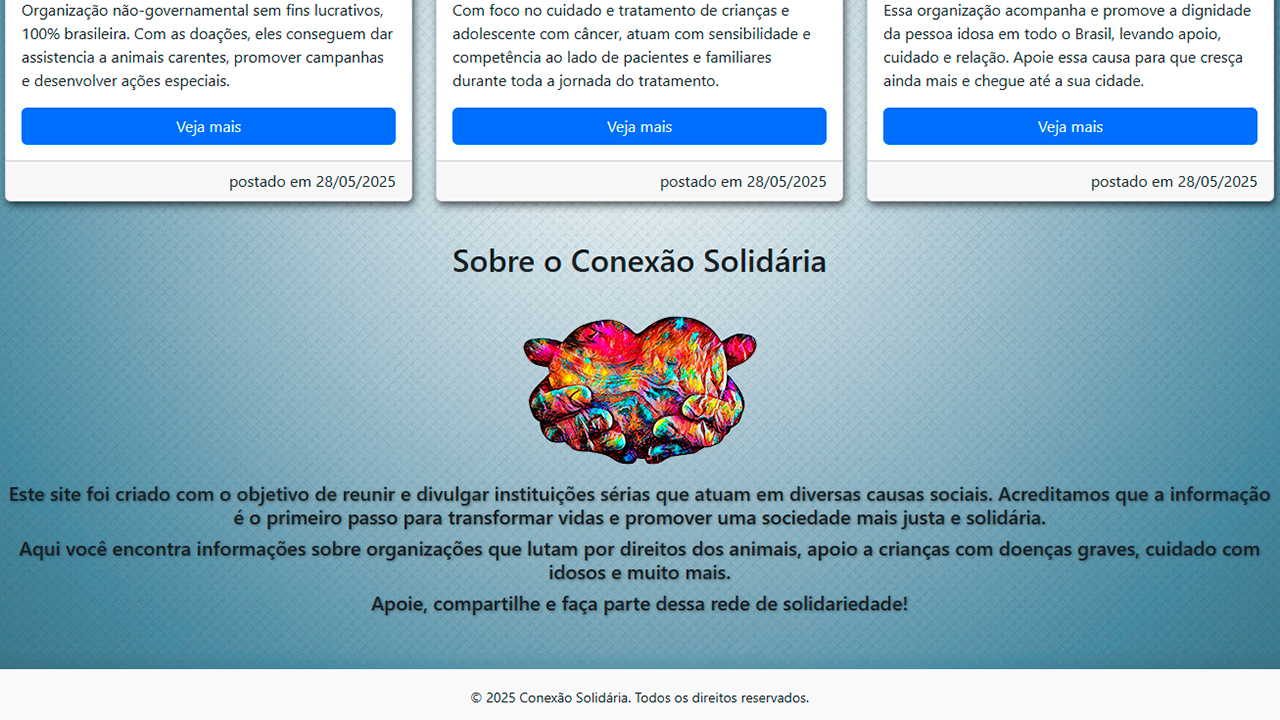 Organização não-governamental sem fins lucrativos,
100% brasileira. Com as doações, eles conseguem dar
assistencia a animais carentes, promover campanhas
e desenvolver ações especiais.
Veja mais
postado em 28/05/2025
Com foco no cuidado e tratamento de crianças e
adolescente com câncer, atuam com sensibilidade e
competência ao lado de pacientes e familiares
durante toda a jornada do tratamento.
Veja mais
postado em 28/05/2025
Essa organização acompanha e promove a dignidade
da pessoa idosa em todo o Brasil, levando apoio,
cuidado e relação. Apoie essa causa para que cresça
ainda mais e chegue até a sua cidade.
Veja mais
postado em 28/05/2025
Sobre o Conexão Solidária
Este site foi criado com o objetivo de reunir e divulgar instituições sérias que atuam em diversas causas sociais. Acreditamos que a informação
é o primeiro passo para transformar vidas e promover uma sociedade mais justa e solidária.
Aqui você encontra informações sobre organizações que lutam por direitos dos animais, apoio a crianças com doenças graves, cuidado com
idosos e muito mais.
Apoie, compartilhe e faça parte dessa rede de solidariedade!
© 2025 Conexão Solidária. Todos os direitos reservados.